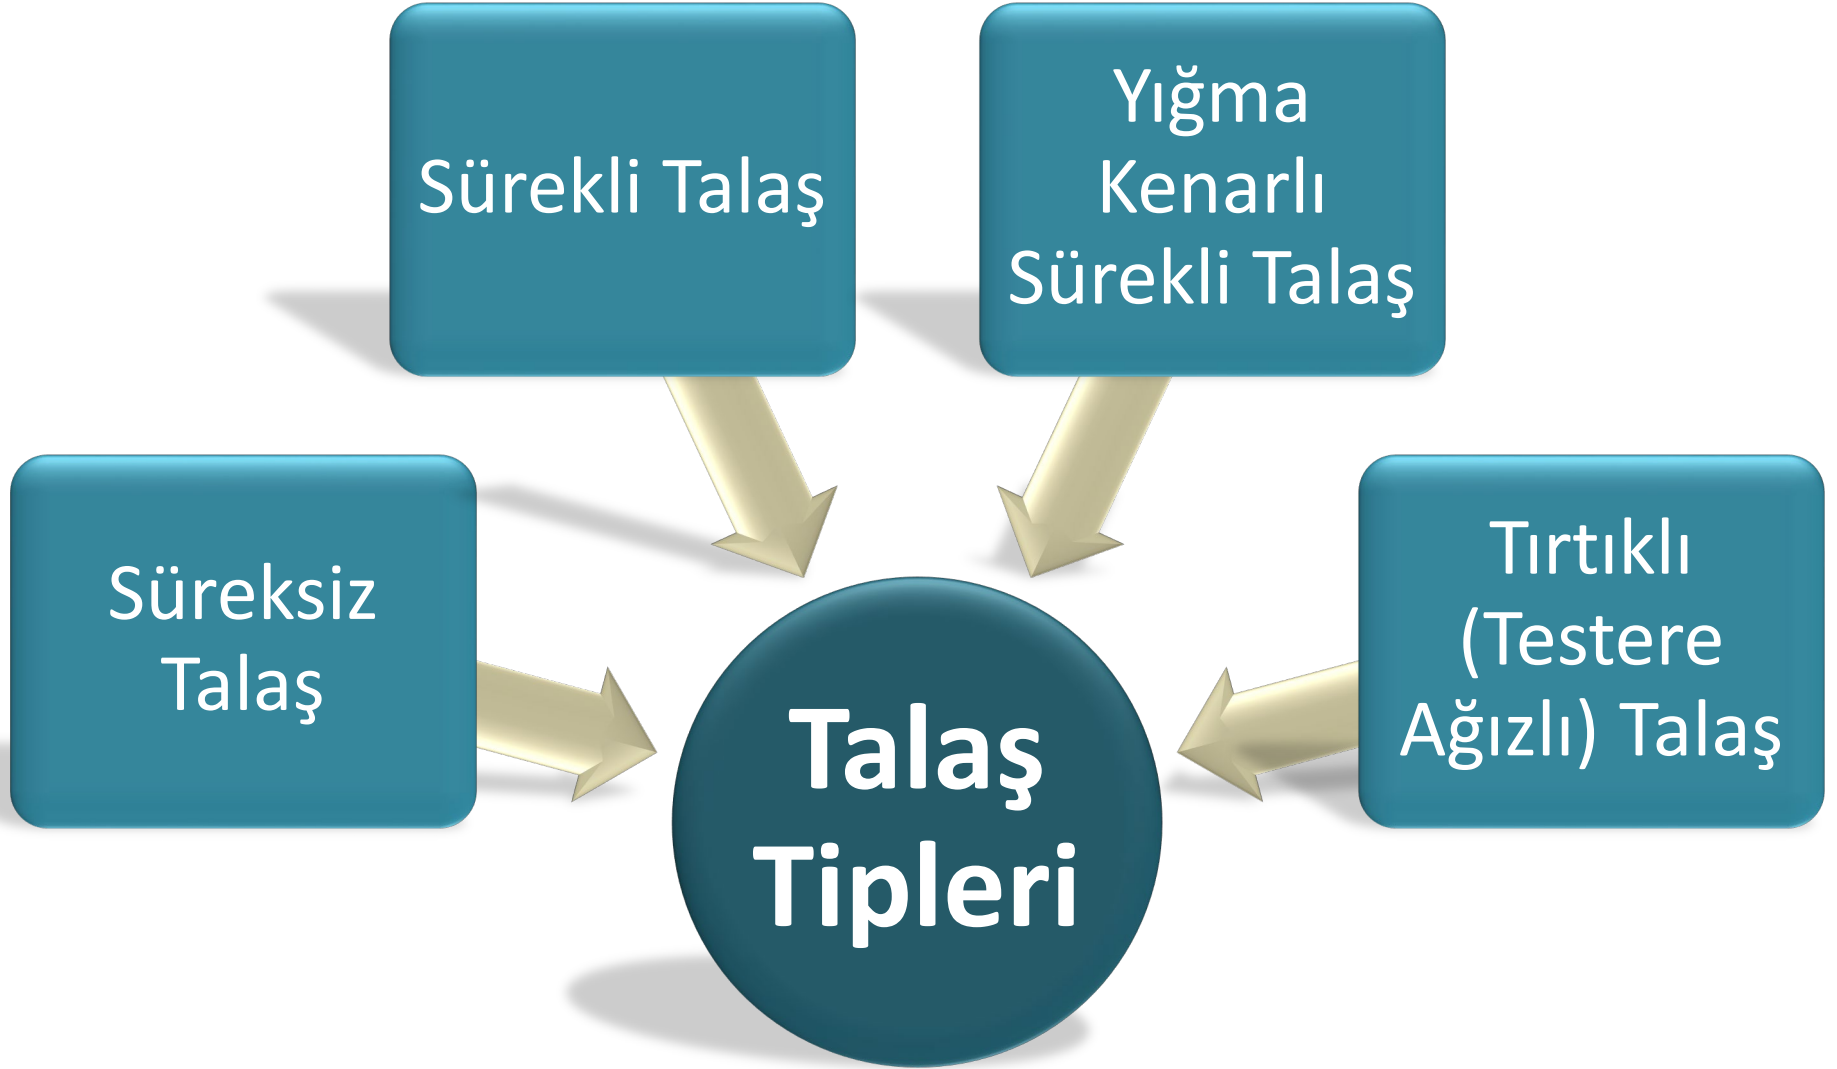 Sürekli Talaş
Yığma
Kenarlı
Sürekli Talaş
Süreksiz
Talaş
Tırtıklı
(Testere
Ağızlı) Talaş
Talaş
Tipleri